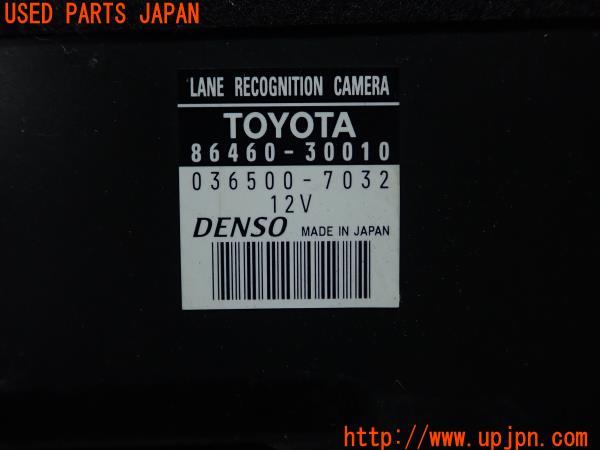 USED PARTS JAPAN
LANE RECOGNITION CAMERA
TOYOTA
86460-30010
036500-7032
12V
DENSO MADE IN JAPAN
http://www.upjpn.com